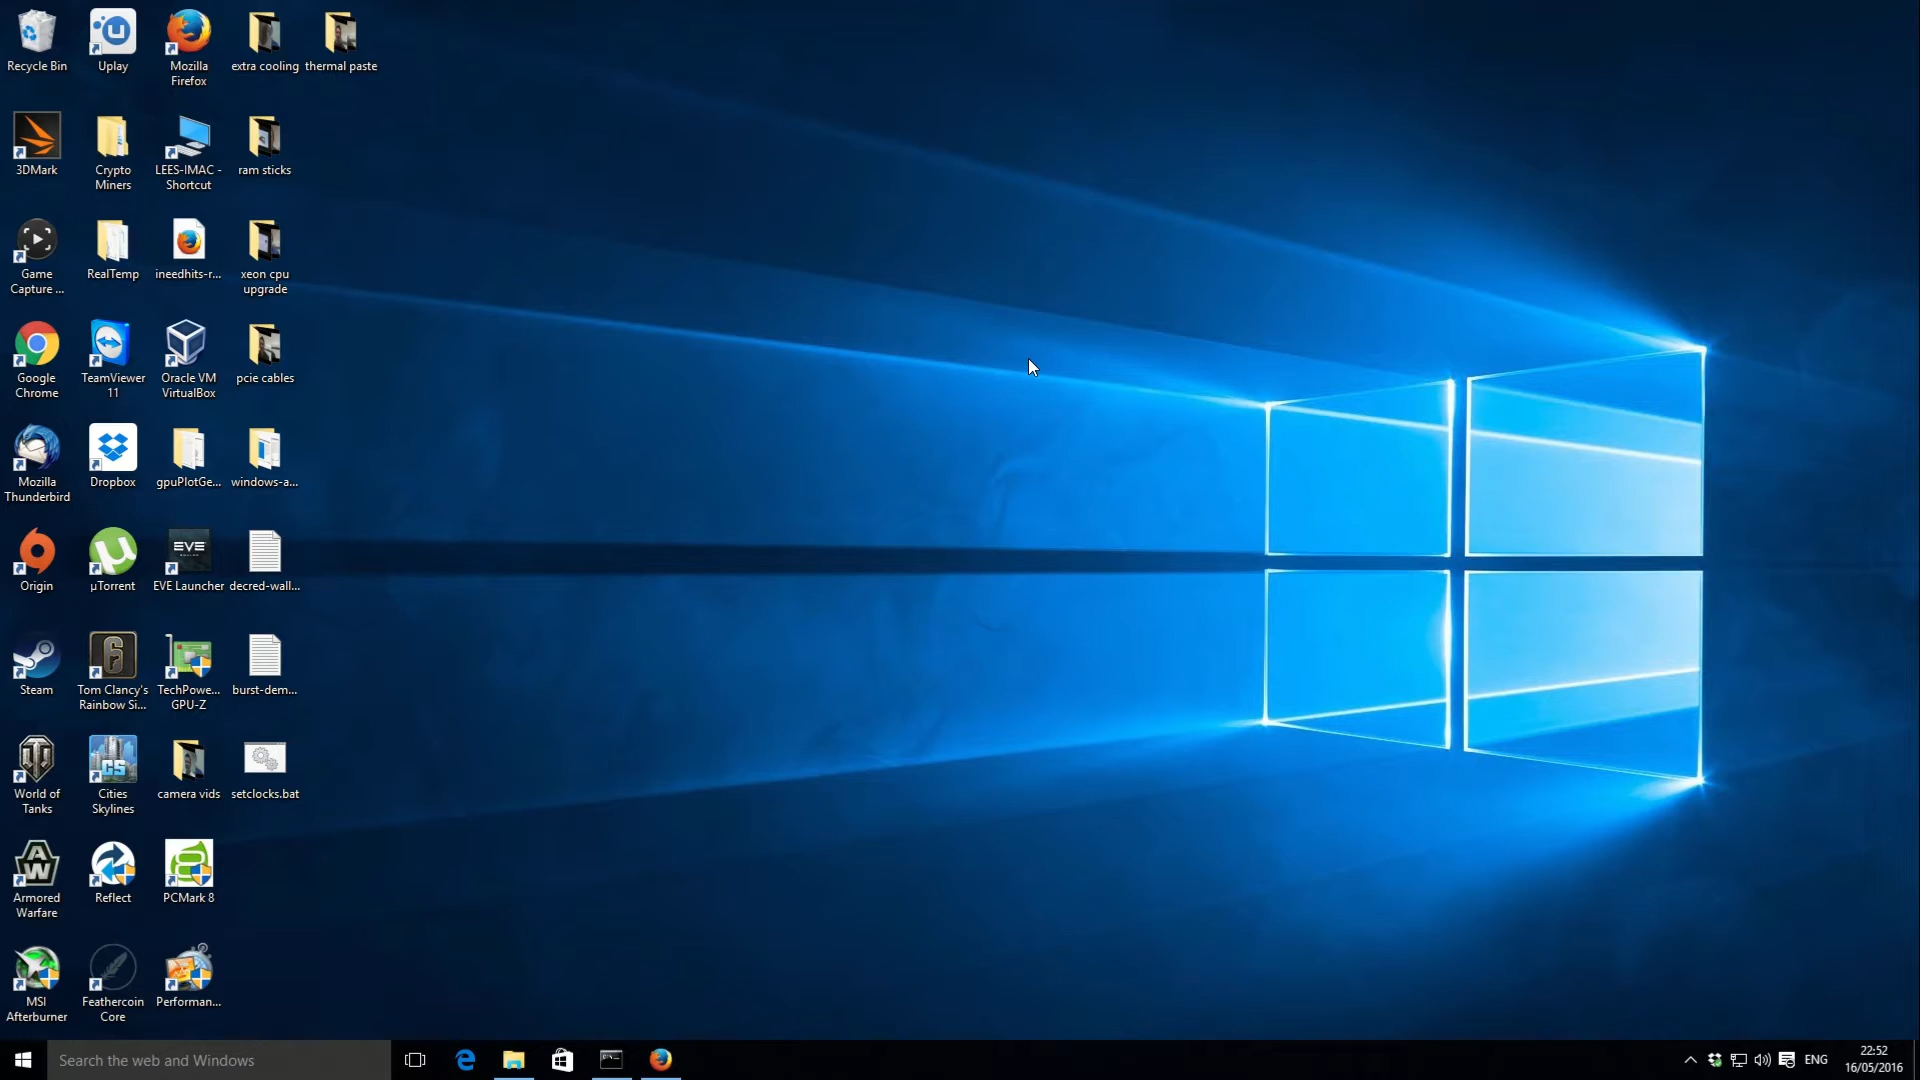 Recycle Bin
Uplay
Mozilla
Firefox
extra cooling
thermal paste
3DMark
Crypto
Miners
LEES-IMAC -
Shortcut
ram sticks
Game
Capture ...
RealTemp
ineedhits-r...
xeon cpu
upgrade
Google
Chrome
TeamViewer
11
Oracle VM
VirtualBox
pcie cables
Mozilla
Thunderbird
Dropbox
gpuPlotGe...
windows-a...
Origin
µTorrent
EVE
EVE Launcher
decred-wall...
Steam
Tom Clancy's
Rainbow Si...
TechPowe...
GPU-Z
burst-dem...
World of
Tanks
CS
Cities
Skylines
camera vids
setclocks.bat
AW
Armored
Warfare
Reflect
PCMark 8
MSI
Afterburner
Feathercoin
Core
Performan...
Search the web and Windows
ENG
22:52
16/05/2016